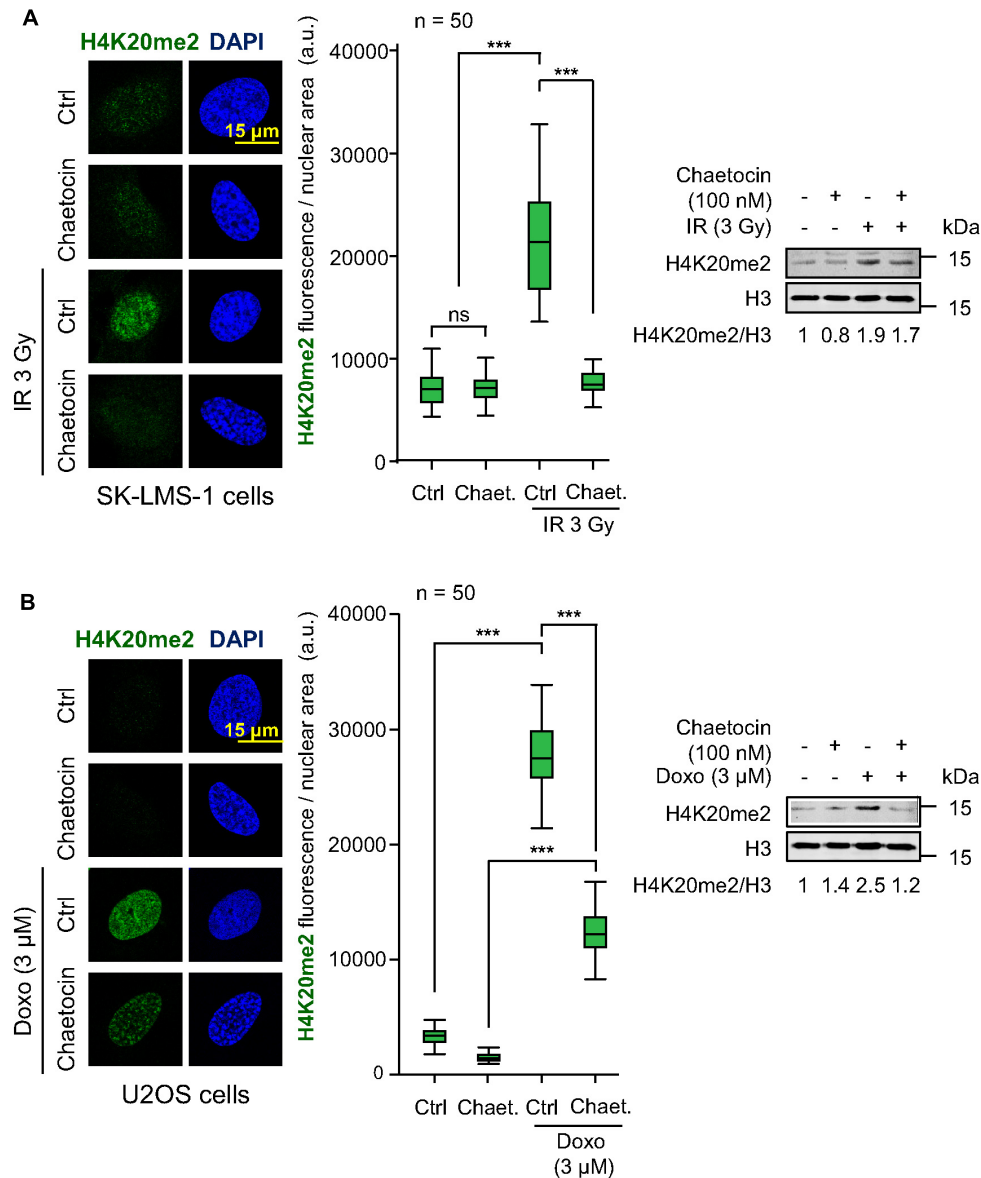 A
H4K20me2 DAPI
Ctrl
15 µm
Chaetocin
IR 3 Gy
Ctrl
Chaetocin
SK-LMS-1 cells
n = 50
H4K20me2 fluorescence / nuclear area (a.u.)
40000
30000
20000
10000
0
***
***
ns
Ctrl Chaet. Ctrl Chaet.
IR 3 Gy
Chaetocin
(100 nM) - + - +
IR (3 Gy) - - + + kDa
H4K20me2 15
H3 15
H4K20me2/H3 1 0.8 1.9 1.7
B
H4K20me2 DAPI
Ctrl
15 µm
Chaetocin
Doxo (3 µM)
Ctrl
Chaetocin
U2OS cells
n = 50
H4K20me2 fluorescence / nuclear area (a.u.)
40000
30000
20000
10000
0
***
***
***
Ctrl Chaet. Ctrl Chaet.
Doxo
(3 µM)
Chaetocin
(100 nM) - + - +
Doxo (3 µM) - - + + kDa
H4K20me2 15
H3 15
H4K20me2/H3 1 1.4 2.5 1.2